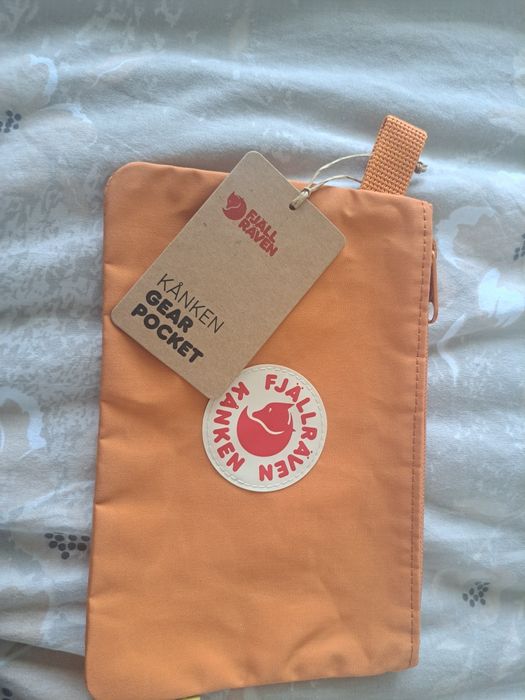 FJÄLL
RÄVEN
KÅNKEN
GEAR
POCKET
FJÄLLRÄVEN
KÅNKEN